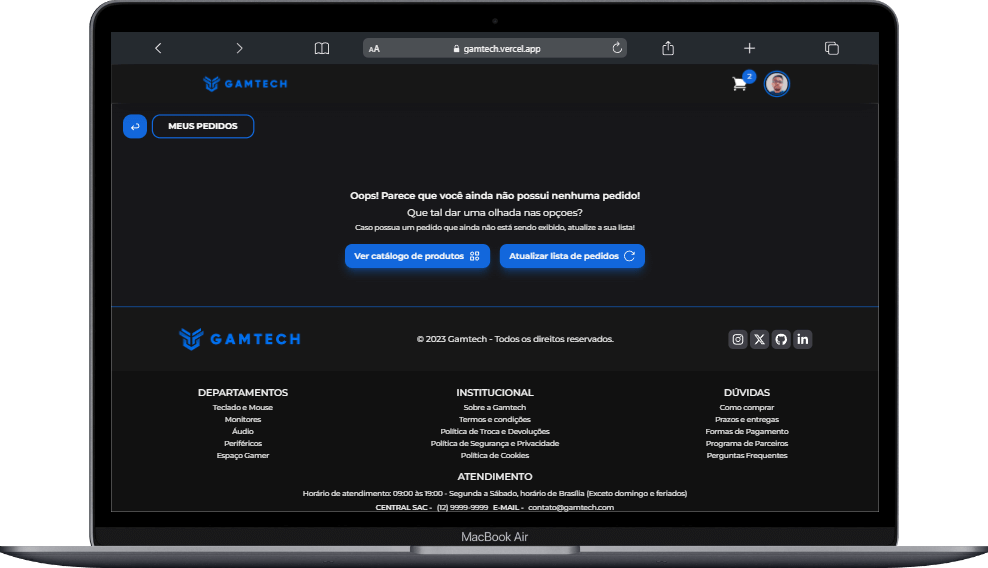 AA gamtech.vercel.app
GAMTECH 2
MEUS PEDIDOS
Oops! Parece que você ainda não possui nenhuma pedido!
Que tal dar uma olhada nas opçoes?
Caso possua um pedido que ainda não está sendo exibido, atualize a sua lista!
Ver catálogo de produtos Atualizar lista de pedidos
GAMTECH © 2023 Gamtech - Todos os direitos reservados. X in
DEPARTAMENTOS INSTITUCIONAL DÚVIDAS
Teclado e Mouse Sobre a Gamtech Como comprar
Monitores Termos e condições Prazos e entregas
Áudio Política de Troca e Devoluções Formas de Pagamento
Periféricos Política de Segurança e Privacidade Programa de Parceiros
Espaço Gamer Política de Cookies Perguntas Frequentes
ATENDIMENTO
Horário de atendimento: 09:00 às 19:00 - Segunda a Sábado, horário de Brasília (Exceto domingo e feriados)
CENTRAL SAC - (12) 9999-9999 E-MAIL - contato@gamtech.com
MacBook Air